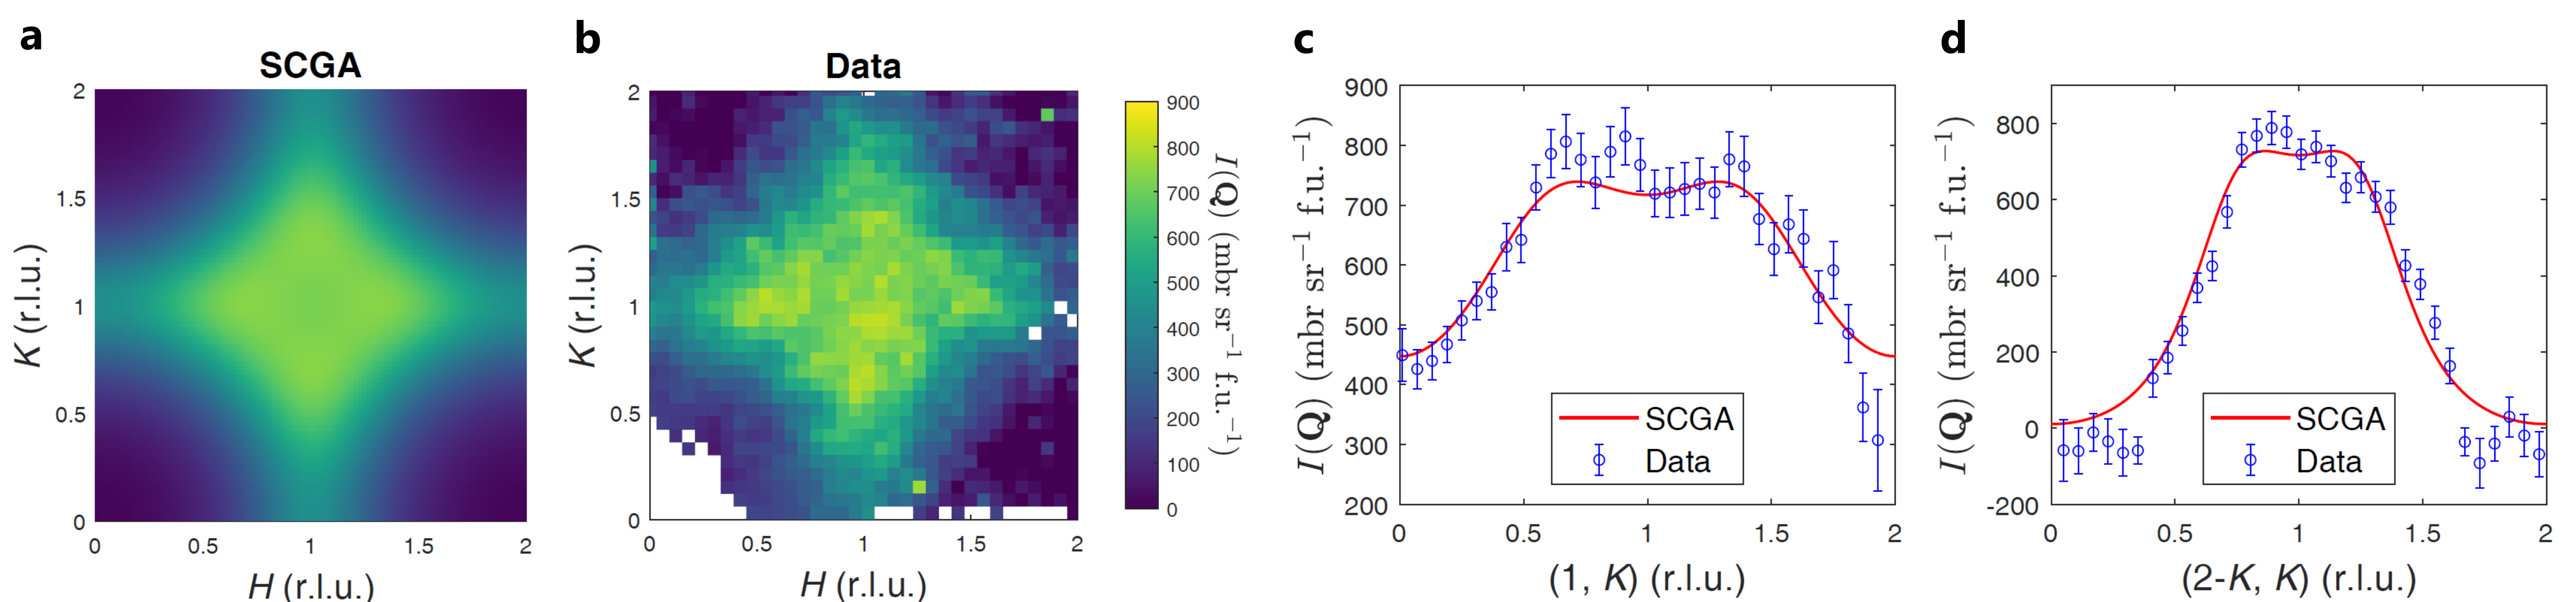 a
SCGA
2
1.5
1
0.5
0
K (r.l.u.)
0 0.5 1 1.5 2
H (r.l.u.)
b
Data
2
1.5
1
0.5
0
K (r.l.u.)
0 0.5 1 1.5 2
H (r.l.u.)
900
800
700
600
500
400
300
200
100
0
I(Q) (mbr sr⁻¹ f.u.⁻¹)
c
900
800
700
600
500
400
300
200
I(Q) (mbr sr⁻¹ f.u.⁻¹)
SCGA
Data
0 0.5 1 1.5 2
(1, K) (r.l.u.)
d
800
600
400
200
0
-200
I(Q) (mbr sr⁻¹ f.u.⁻¹)
SCGA
Data
0 0.5 1 1.5 2
(2-K, K) (r.l.u.)